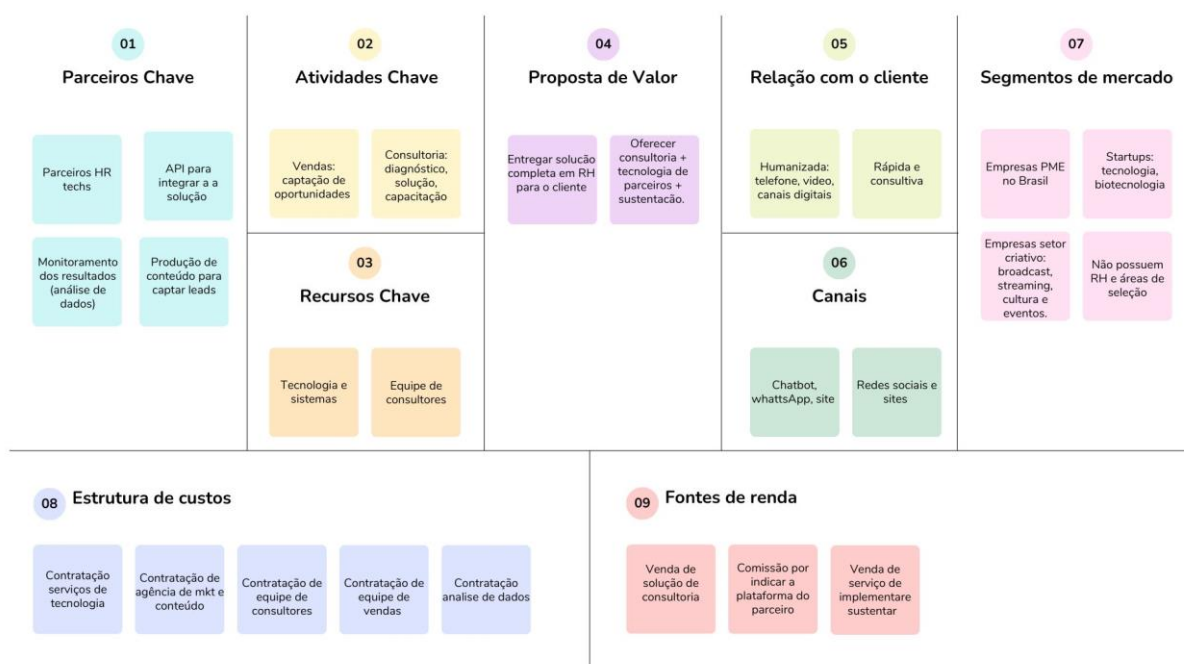 01
Parceiros Chave
Parceiros HR
techs
API para
integrar a a
solução
Monitoramento
dos resultados
(análise de
dados)
Produção de
conteúdo para
captar leads
02
Atividades Chave
Vendas:
captação de
oportunidades
Consultoria:
diagnóstico,
solução,
capacitação
03
Recursos Chave
Tecnologia e
sistemas
Equipe de
consultores
04
Proposta de Valor
Entregar solucão
completa em RH
para o cliente
Oferecer
consultoria +
tecnologia de
parceiros +
sustentacão.
05
Relação com o cliente
Humanizada:
telefone, video,
canais digitais
Rápida e
consultiva
06
Canais
Chatbot,
whattsApp, site
Redes sociais e
sites
07
Segmentos de mercado
Empresas PME
no Brasil
Startups:
tecnologia,
biotecnologia
Empresas setor
criativo:
broadcast,
streaming,
cultura e
eventos.
Não possuem
RH e áreas de
seleção
08 Estrutura de custos
Contratação
serviços de
tecnologia
Contratação de
agência de mkt e
conteúdo
Contratação de
equipe de
consultores
Contratação de
equipe de
vendas
Contratação
analise de dados
09 Fontes de renda
Venda de
solução de
consultoria
Comissão por
indicar a
plataforma do
parceiro
Venda de
serviço de
implementare
sustentar